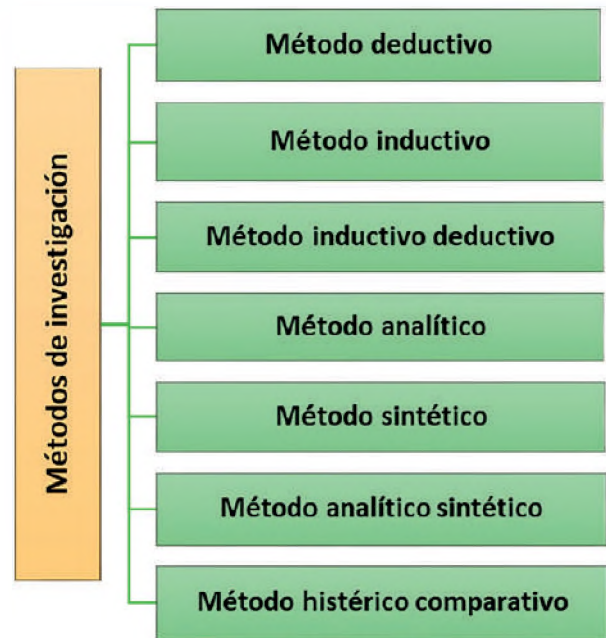 Métodos de investigación
Método deductivo
Método inductivo
Método inductivo deductivo
Método analítico
Método sintético
Método analítico sintético
Método histérico comparativo